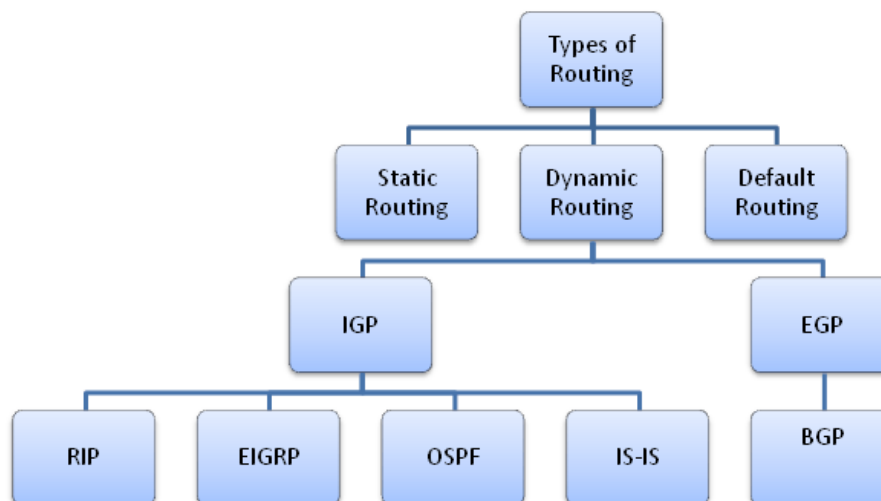 Types of
Routing
Static
Routing
Dynamic
Routing
Default
Routing
IGP
EGP
RIP
EIGRP
OSPF
IS-IS
BGP